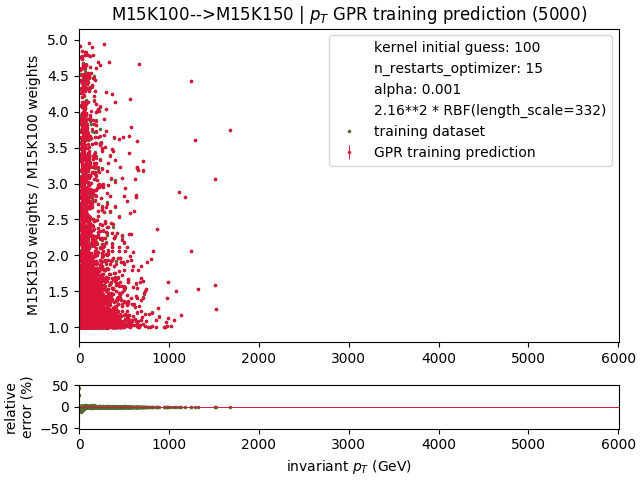 M15K100-->M15K150 | pT GPR training prediction (5000)
M15K150 weights / M15K100 weights
5.0
4.5
4.0
3.5
3.0
2.5
2.0
1.5
1.0
kernel initial guess: 100
n_restarts_optimizer: 15
alpha: 0.001
2.16**2 * RBF(length_scale=332)
training dataset
GPR training prediction
0 1000 2000 3000 4000 5000 6000
relative
error (%)
50
0
−50
0 1000 2000 3000 4000 5000 6000
invariant pT (GeV)